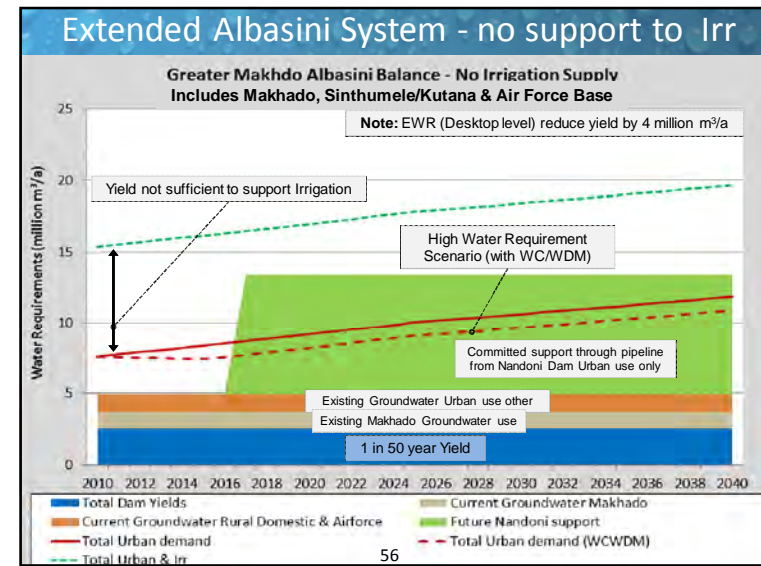 Extended Albasini System - no support to Irr
Greater Makhdo Albasini Balance - No Irrigation Supply
Includes Makhado, Sinthumele/Kutana & Air Force Base
25
Note: EWR (Desktop level) reduce yield by 4 million m³/a
20
Yield not sufficient to support Irrigation
High Water Requirement
Scenario (with WC/WDM)
15
Water Requirements (million m³/a)
10
Committed support through pipeline
from Nandoni Dam Urban use only
5
Existing Groundwater Urban use other
Existing Makhado Groundwater use
1 in 50 year Yield
0
2010 2012 2014 2016 2018 2020 2022 2024 2026 2028 2030 2032 2034 2036 2038 2040
Total Dam Yields
Current Groundwater Makhado
Current Groundwater Rural Domestic & Airforce
Future Nandoni support
Total Urban demand
Total Urban demand (WCWDM)
Total Urban & Irr
56